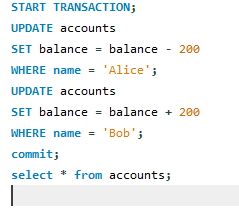 START TRANSACTION;
UPDATE accounts
SET balance = balance - 200
WHERE name = 'Alice';
UPDATE accounts
SET balance = balance + 200
WHERE name = 'Bob';
commit;
select * from accounts;